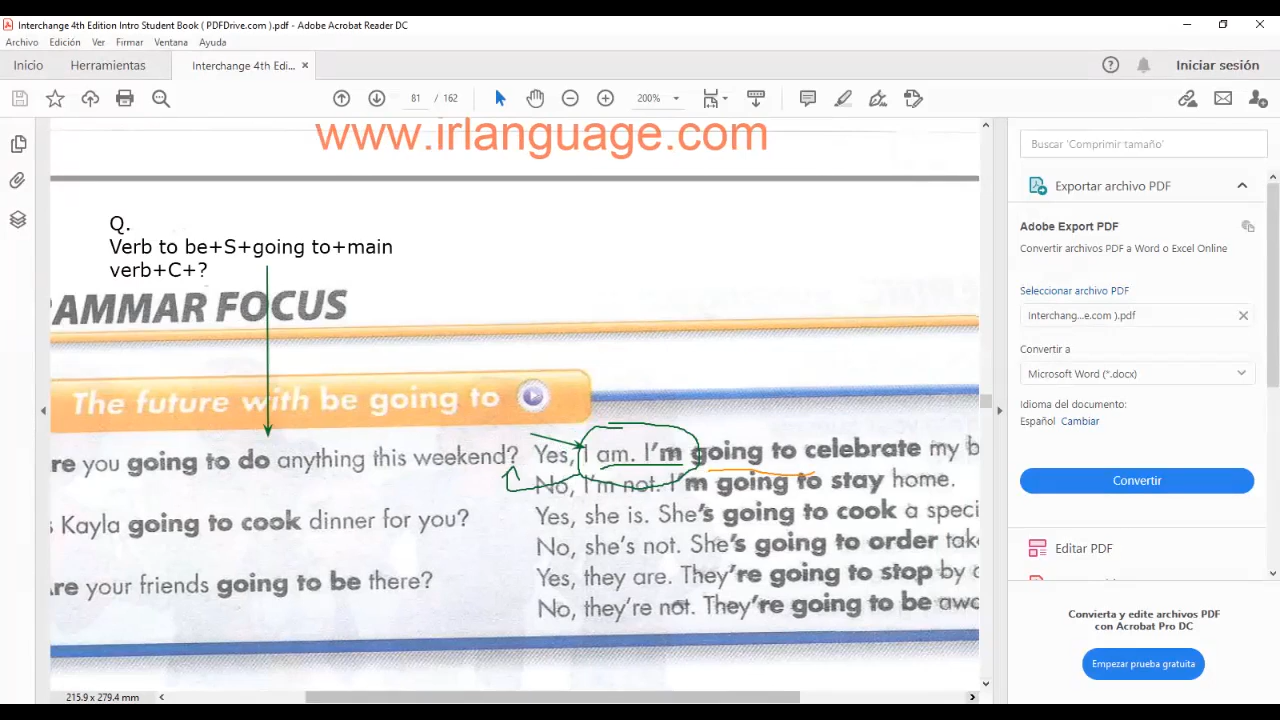 Interchange 4th Edition Intro Student Book ( PDFDrive.com ).pdf - Adobe Acrobat Reader DC
Archivo Edición Ver Firmar Ventana Ayuda
Inicio Herramientas Interchange 4th Edi... × Iniciar sesión
81 / 162 200%
www.irlanguage.com
Q.
Verb to be+S+going to+main
verb+C+?
AMMAR FOCUS
The future with be going to
re you going to do anything this weekend? Yes, I am. I'm going to celebrate my b
No, I'm not. I'm going to stay home.
s Kayla going to cook dinner for you? Yes, she is. She's going to cook a speci
No, she's not. She's going to order tak
re your friends going to be there? Yes, they are. They're going to stop by
No, they're not. They're going to be awa
215.9 x 279.4 mm
Buscar 'Comprimir tamaño'
Exportar archivo PDF
Adobe Export PDF
Convertir archivos PDF a Word o Excel Online
Seleccionar archivo PDF
Interchang...e.com ).pdf
Convertir a
Microsoft Word (*.docx)
Idioma del documento:
Español Cambiar
Convertir
Editar PDF
Convierta y edite archivos PDF
con Acrobat Pro DC
Empezar prueba gratuita